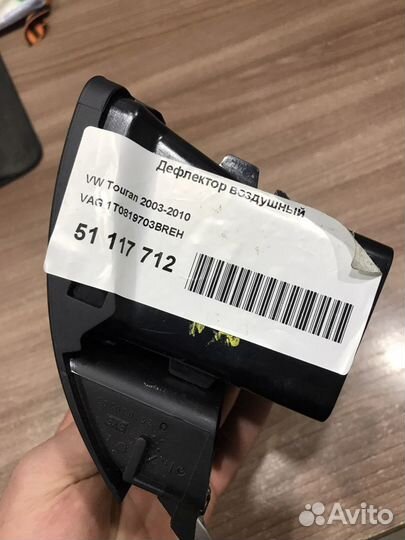 Дефлектор воздушный
VW Touran 2003-2010
VAG 1T0819703BREH
51 117 712
Avito